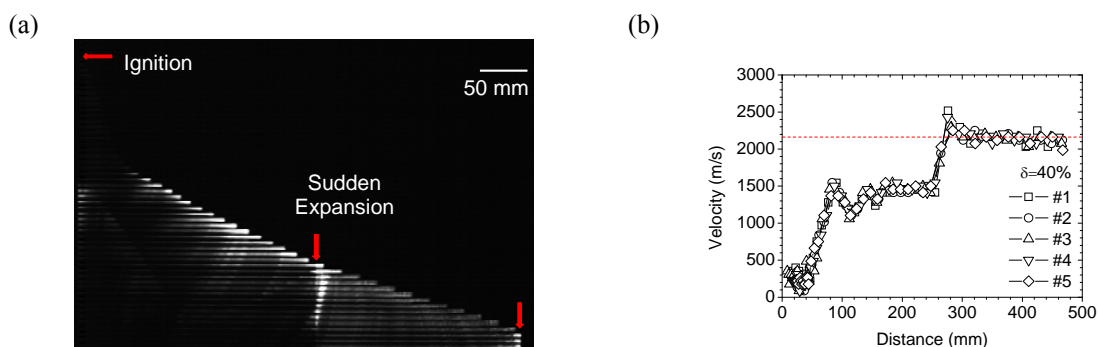 (a)
Ignition
50 mm
Sudden
Expansion
(b)
3000
2500
2000
1500
1000
500
0
0 100 200 300 400 500
Velocity (m/s)
Distance (mm)
δ=40%
#1
#2
#3
#4
#5